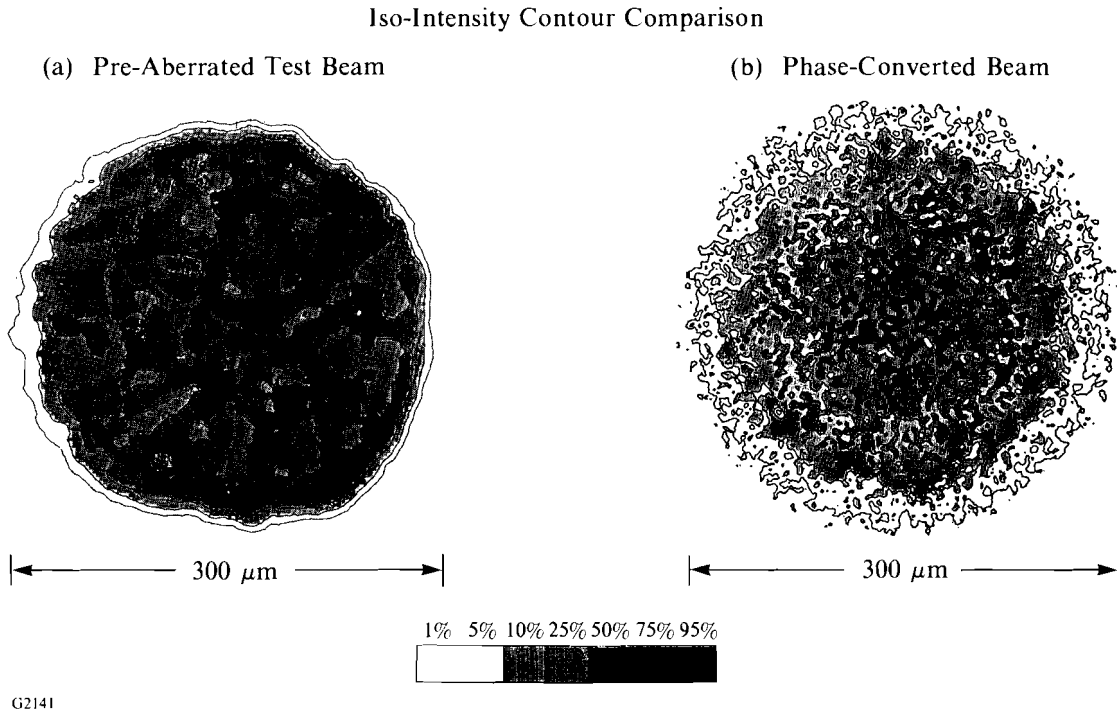 Iso-Intensity Contour Comparison
(a) Pre-Aberrated Test Beam
(b) Phase-Converted Beam
300 μm
300 μm
1% 5% 10% 25% 50% 75% 95%
G2141